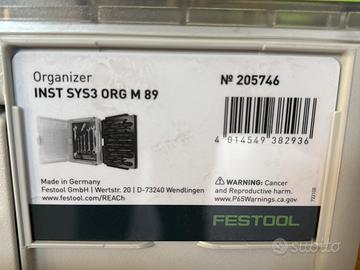 Organizer
INST SYS3 ORG M 89
№ 205746
4 014549 382936
Made in Germany
Festool GmbH | Wertstr. 20 | D-73240 Wendlingen
www.festool.com/REACh
WARNING: Cancer
and Reproductive harm.
www.P65Warnings.ca.gov
FESTOOL
subito